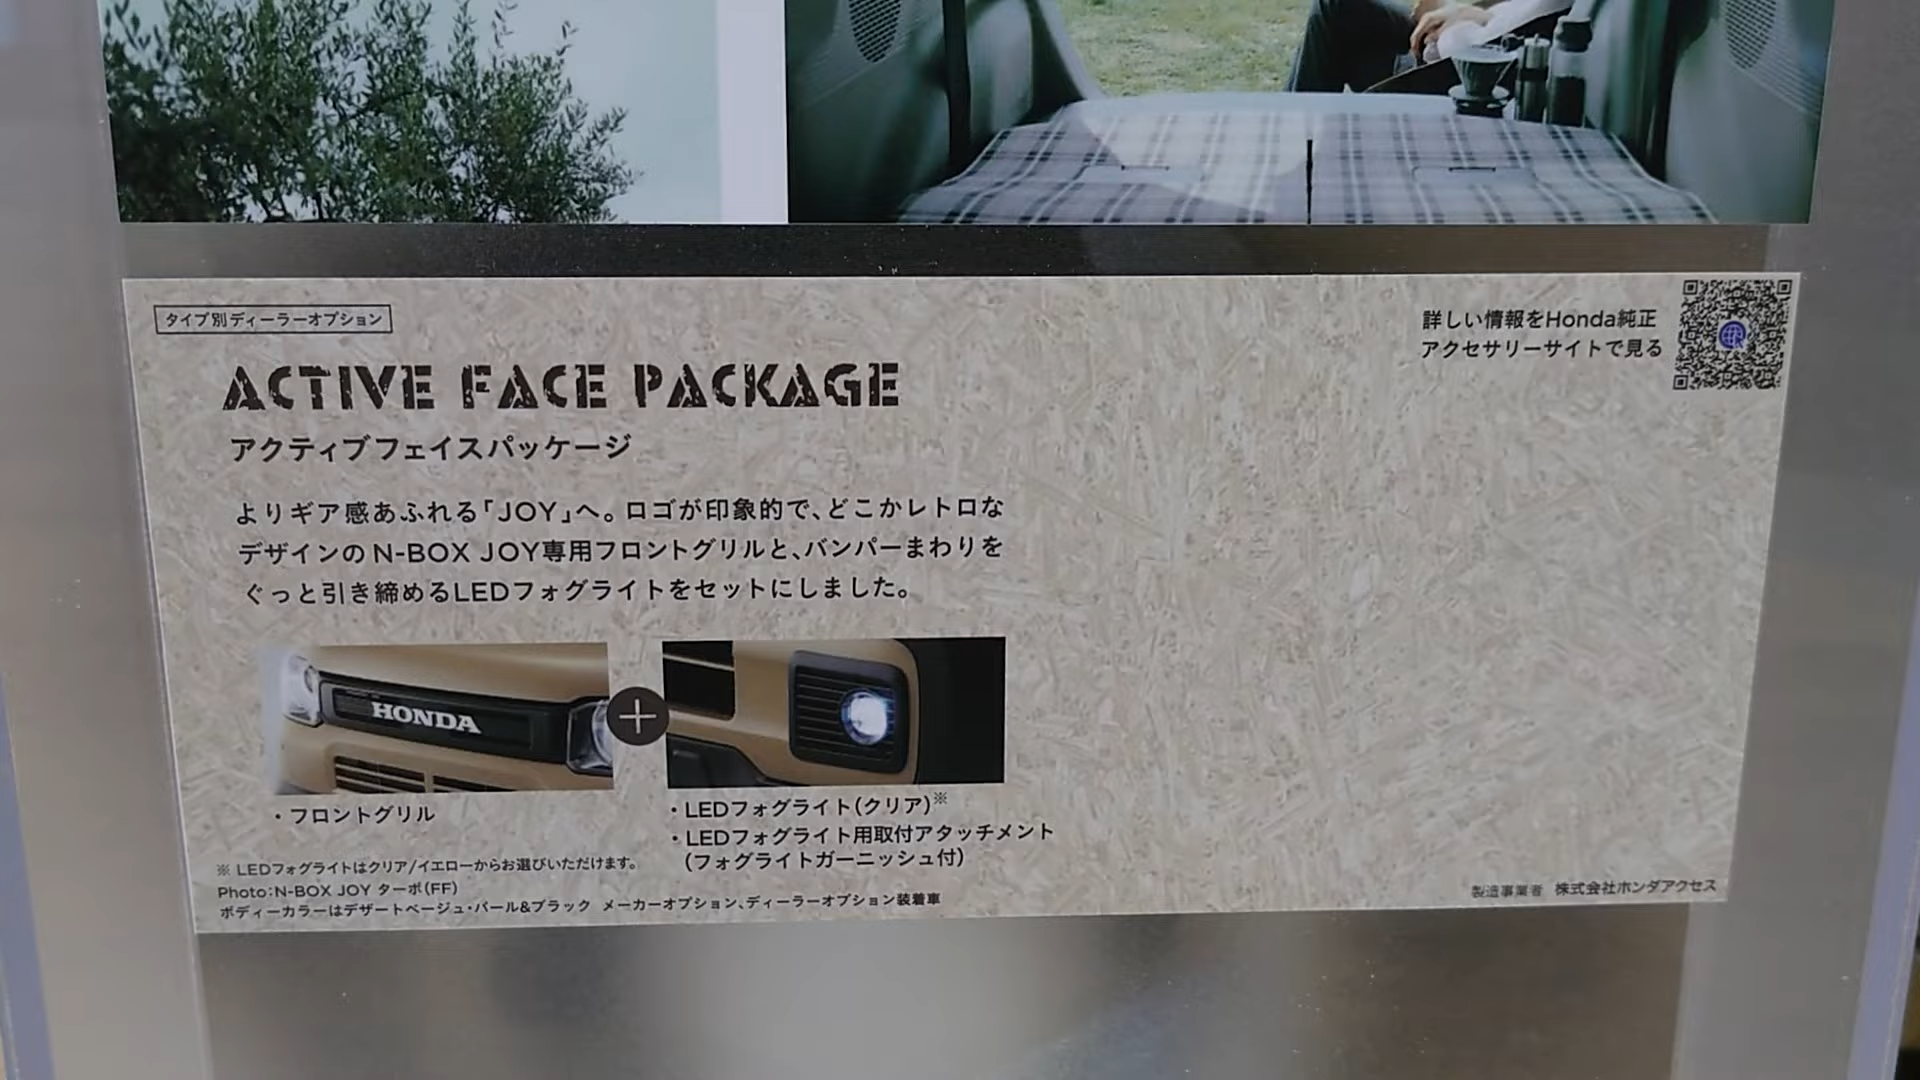 タイプ別ディーラーオプション
詳しい情報をHonda純正
アクセサリーサイトで見る
ACTIVE FACE PACKAGE
アクティブフェイスパッケージ
よりギア感あふれる「JOY」へ。ロゴが印象的で、どこかレトロな
デザインのN-BOX JOY専用フロントグリルと、バンパーまわりを
ぐっと引き締めるLEDフォグライトをセットにしました。
HONDA
・フロントグリル
・LEDフォグライト(クリア)※
・LEDフォグライト用取付アタッチメント
(フォグライトガーニッシュ付)
※ LEDフォグライトはクリア/イエローからお選びいただけます。
Photo:N-BOX JOY ターボ(FF)
ボディーカラーはデザートベージュ・パール&ブラック メーカーオプション、ディーラーオプション装着車
製造事業者 株式会社ホンダアクセス